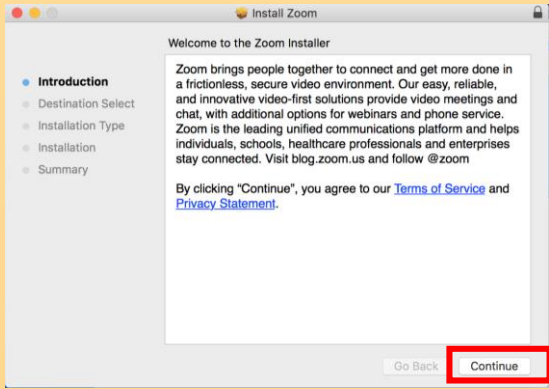 Install Zoom
Welcome to the Zoom Installer
Introduction
Destination Select
Installation Type
Installation
Summary
Zoom brings people together to connect and get more done in
a frictionless, secure video environment. Our easy, reliable,
and innovative video-first solutions provide video meetings and
chat, with additional options for webinars and phone service.
Zoom is the leading unified communications platform and helps
individuals, schools, healthcare professionals and enterprises
stay connected. Visit blog.zoom.us and follow @zoom
By clicking "Continue", you agree to our Terms of Service and
Privacy Statement.
Go Back
Continue